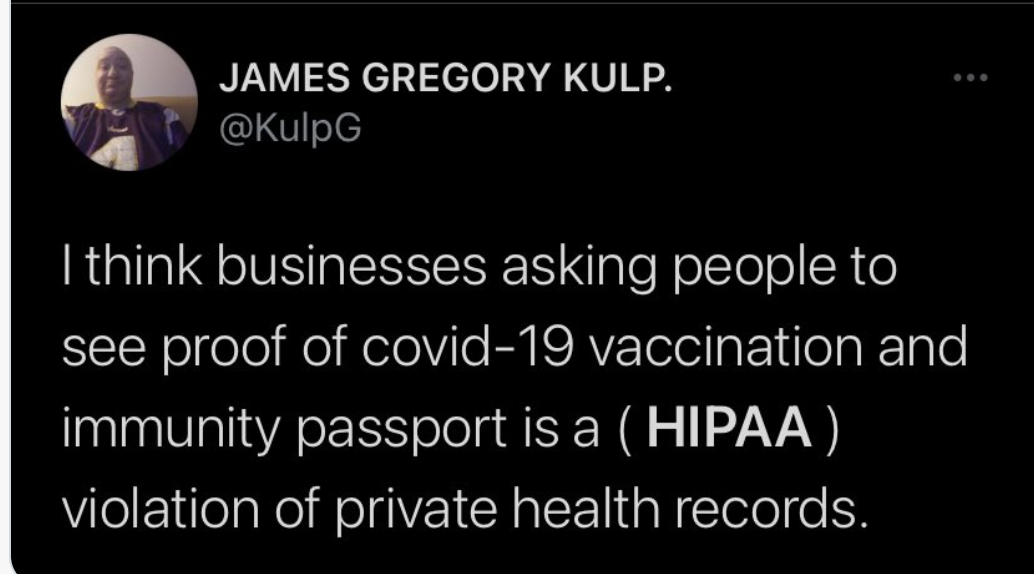 JAMES GREGORY KULP.
@KulpG
I think businesses asking people to
see proof of covid-19 vaccination and
immunity passport is a ( HIPAA )
violation of private health records.